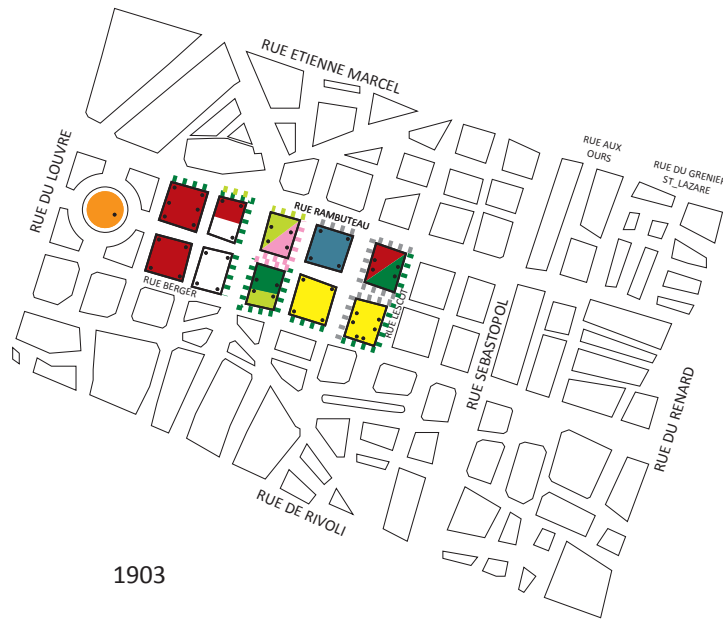 RUE ETIENNE MARCEL
RUE DU LOUVRE
RUE AUX
OURS
RUE DU GRENIER
ST_LAZARE
RUE RAMBUTEAU
RUE BERGER
RUE LESCOT
RUE SEBASTOPOL
RUE DU RENARD
RUE DE RIVOLI
1903